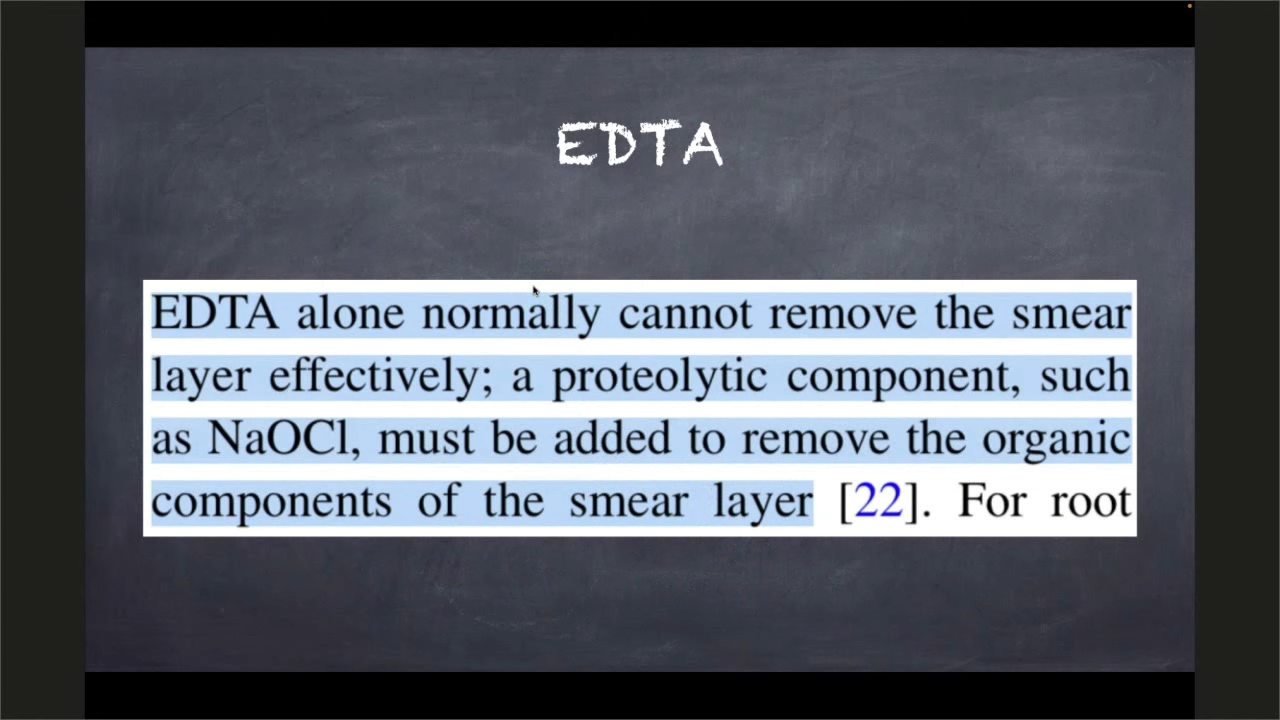 EDTA
EDTA alone normally cannot remove the smear
layer effectively; a proteolytic component, such
as NaOCl, must be added to remove the organic
components of the smear layer [22]. For root